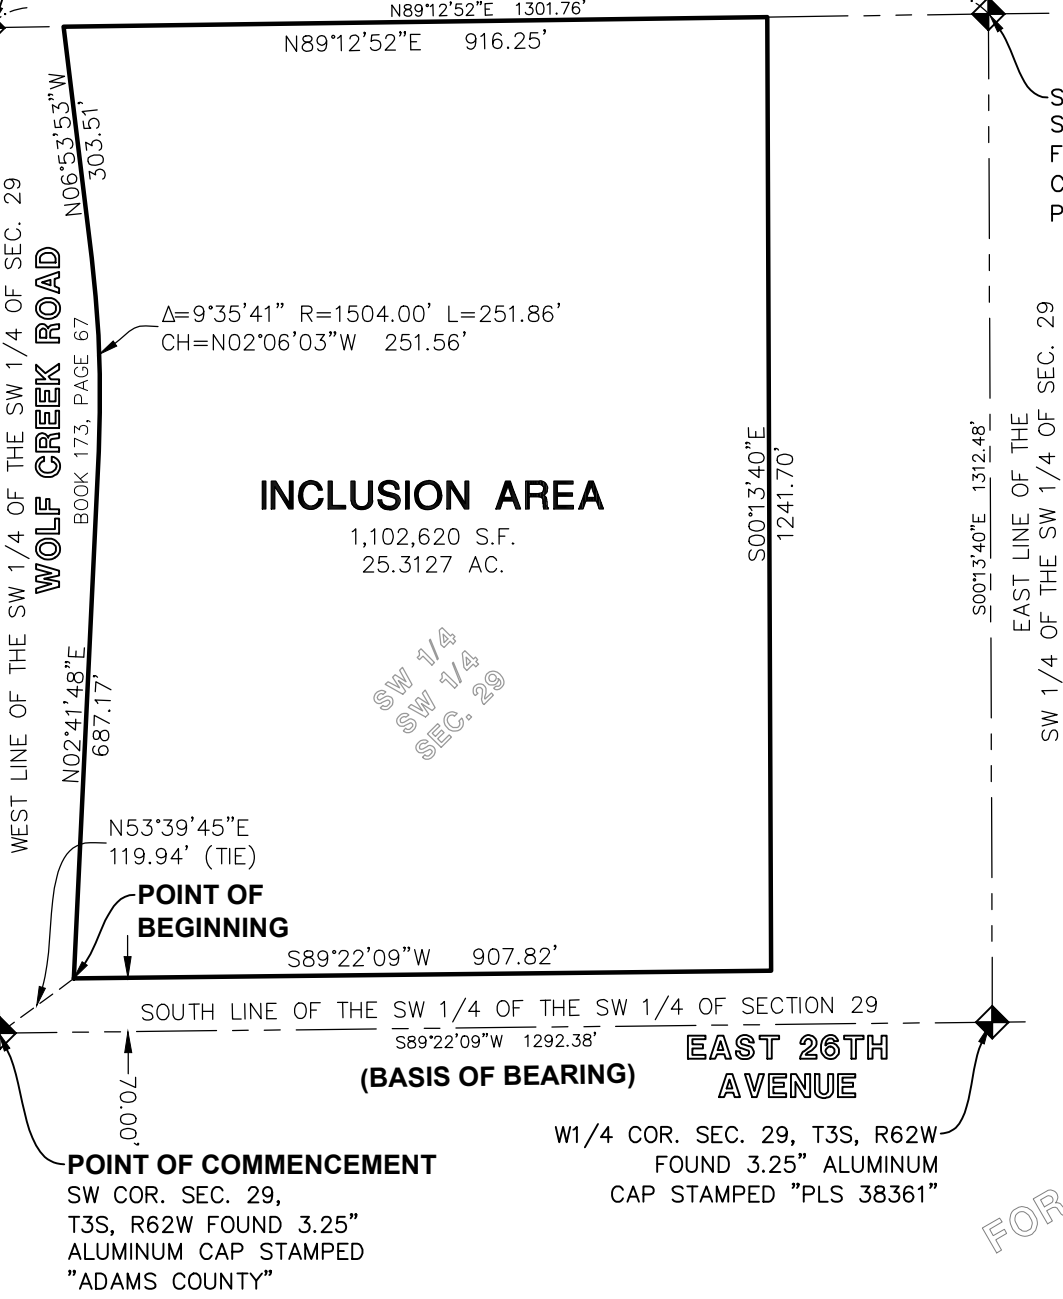 N89°12'52"E 1301.76'
N89°12'52"E 916.25'
N06°53'53"W
303.51'
WEST LINE OF THE SW 1/4 OF THE SW 1/4 OF SEC. 29
WOLF CREEK ROAD
BOOK 173, PAGE 67
Δ=9°35'41" R=1504.00' L=251.86'
CH=N02°06'03"W 251.56'
INCLUSION AREA
1,102,620 S.F.
25.3127 AC.
S00°13'40"E
1241.70'
S00°13'40"E 1312.48'
EAST LINE OF THE
SW 1/4 OF THE SW 1/4 OF SEC. 29
S
S
F
C
P
SW 1/4
SW 1/4
SEC. 29
N02°41'48"E
687.17'
N53°39'45"E
119.94' (TIE)
POINT OF
BEGINNING
S89°22'09"W 907.82'
SOUTH LINE OF THE SW 1/4 OF THE SW 1/4 OF SECTION 29
S89°22'09"W 1292.38'
(BASIS OF BEARING)
EAST 26TH
AVENUE
70.00'
W1/4 COR. SEC. 29, T3S, R62W
FOUND 3.25" ALUMINUM
CAP STAMPED "PLS 38361"
POINT OF COMMENCEMENT
SW COR. SEC. 29,
T3S, R62W FOUND 3.25"
ALUMINUM CAP STAMPED
"ADAMS COUNTY"
FOR